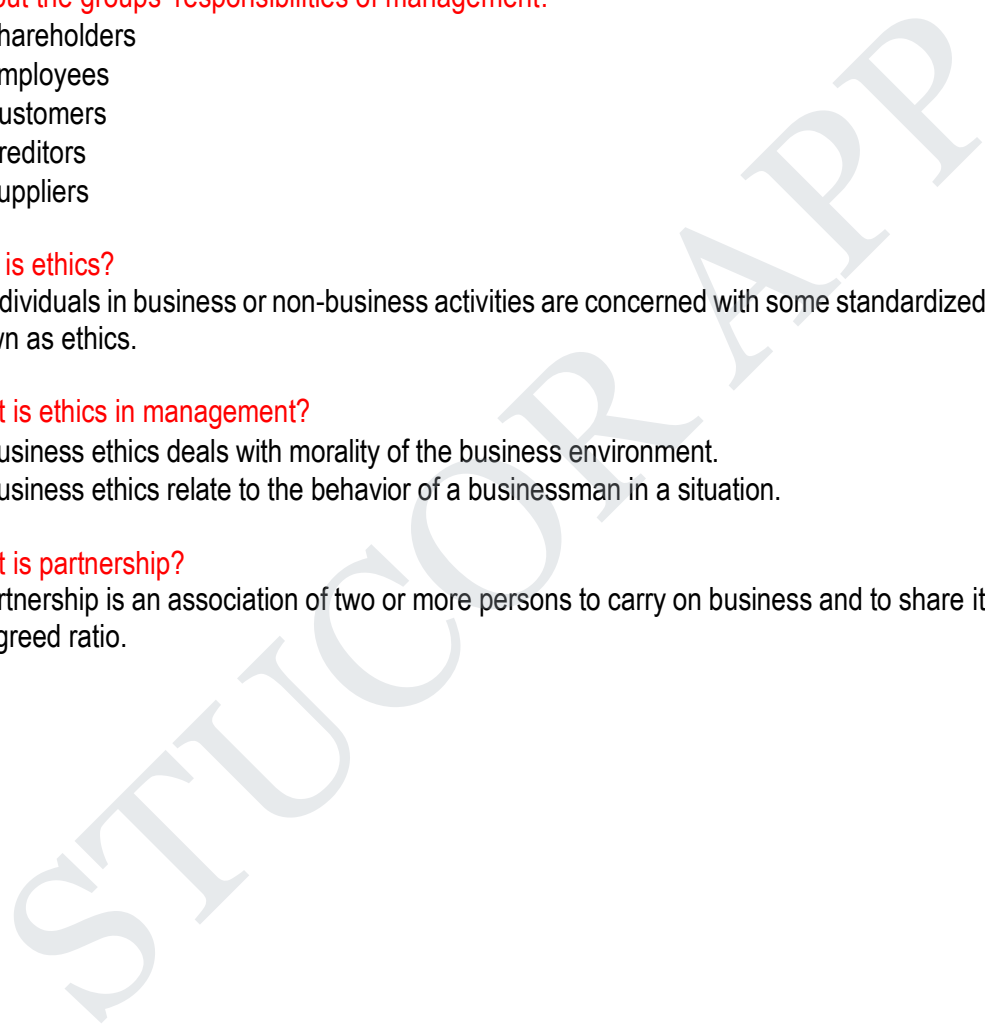 out the groups' responsibilities of management?
hareholders
mployees
ustomers
reditors
uppliers
is ethics?
dividuals in business or non-business activities are concerned with some standardized
wn as ethics.
t is ethics in management?
usiness ethics deals with morality of the business environment.
usiness ethics relate to the behavior of a businessman in a situation.
t is partnership?
rtnership is an association of two or more persons to carry on business and to share it
greed ratio.
STUCOR APP